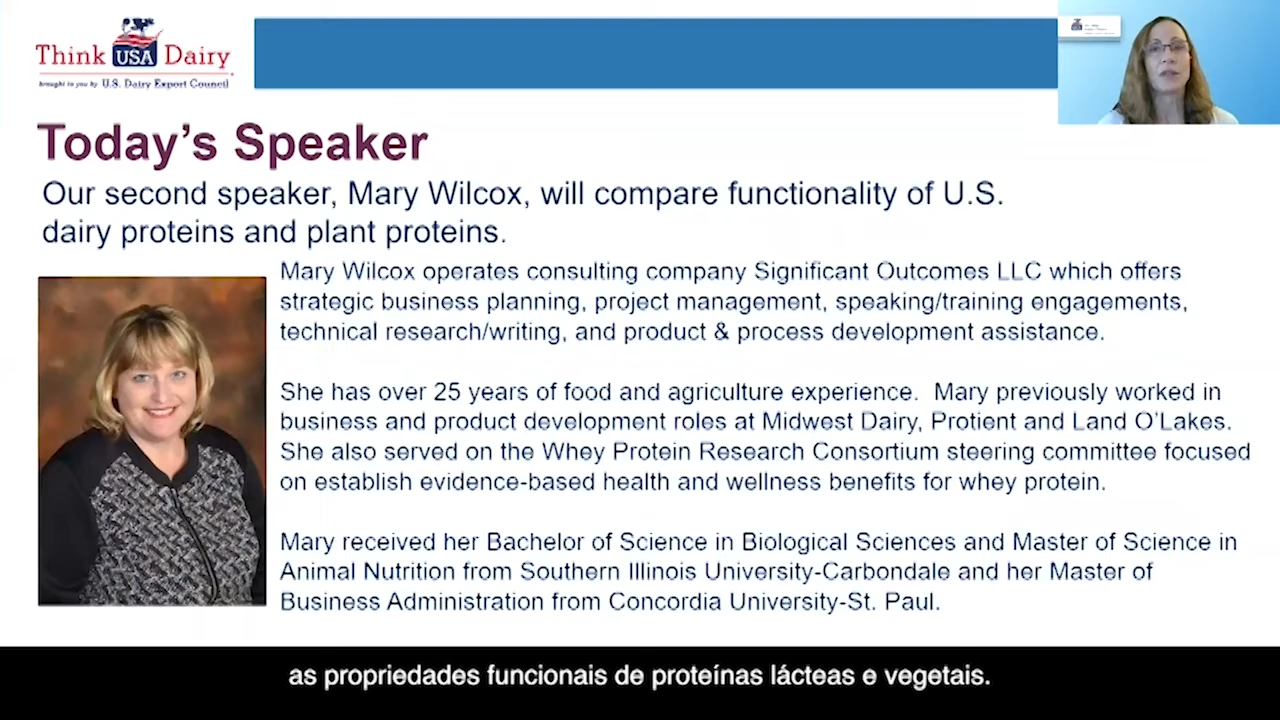 Think USA Dairy
brought to you by U.S. Dairy Export Council
Today's Speaker
Our second speaker, Mary Wilcox, will compare functionality of U.S.
dairy proteins and plant proteins.
Mary Wilcox operates consulting company Significant Outcomes LLC which offers
strategic business planning, project management, speaking/training engagements,
technical research/writing, and product & process development assistance.
She has over 25 years of food and agriculture experience. Mary previously worked in
business and product development roles at Midwest Dairy, Protient and Land O'Lakes.
She also served on the Whey Protein Research Consortium steering committee focused
on establish evidence-based health and wellness benefits for whey protein.
Mary received her Bachelor of Science in Biological Sciences and Master of Science in
Animal Nutrition from Southern Illinois University-Carbondale and her Master of
Business Administration from Concordia University-St. Paul.
as propriedades funcionais de proteínas lácteas e vegetais.